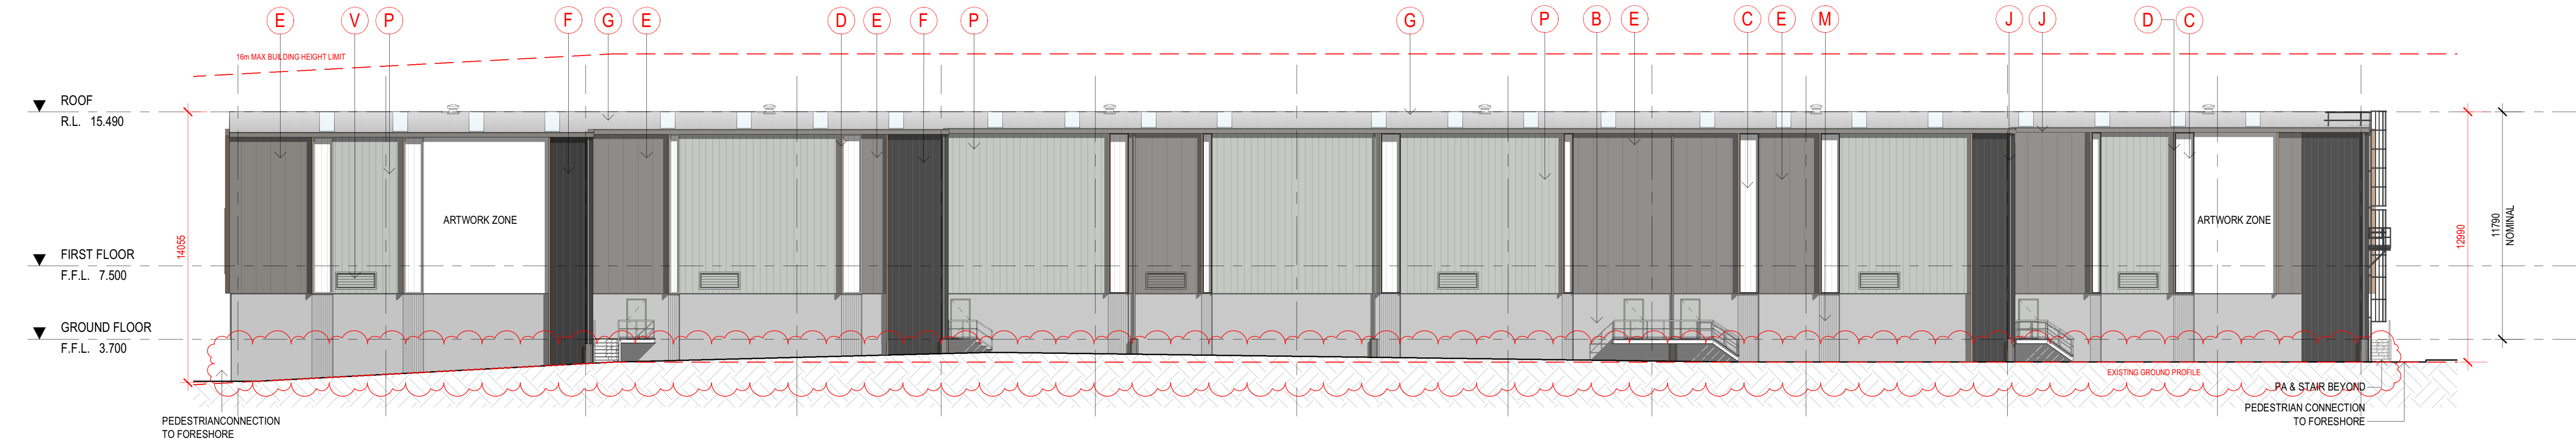 E V P F G E D E F P G P B E C E M J J D C
16m MAX BUILDING HEIGHT LIMIT
ROOF
R.L. 15.490
ARTWORK ZONE
ARTWORK ZONE
14055
12990
11790
NOMINAL
FIRST FLOOR
F.F.L. 7.500
GROUND FLOOR
F.F.L. 3.700
EXISTING GROUND PROFILE
PA & STAIR BEYOND
PEDESTRIANCONNECTION
TO FORESHORE
PEDESTRIAN CONNECTION
TO FORESHORE